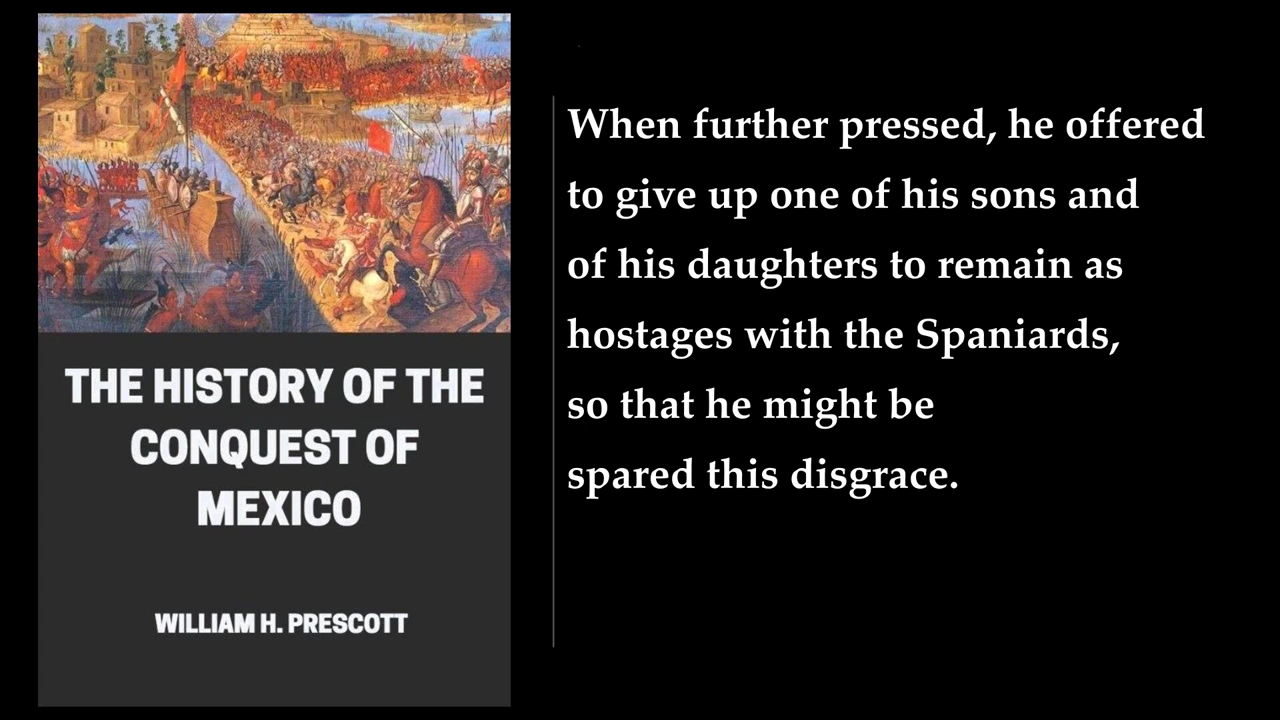 THE HISTORY OF THE
CONQUEST OF
MEXICO
WILLIAM H. PRESCOTT
When further pressed, he offered
to give up one of his sons and
of his daughters to remain as
hostages with the Spaniards,
so that he might be
spared this disgrace.